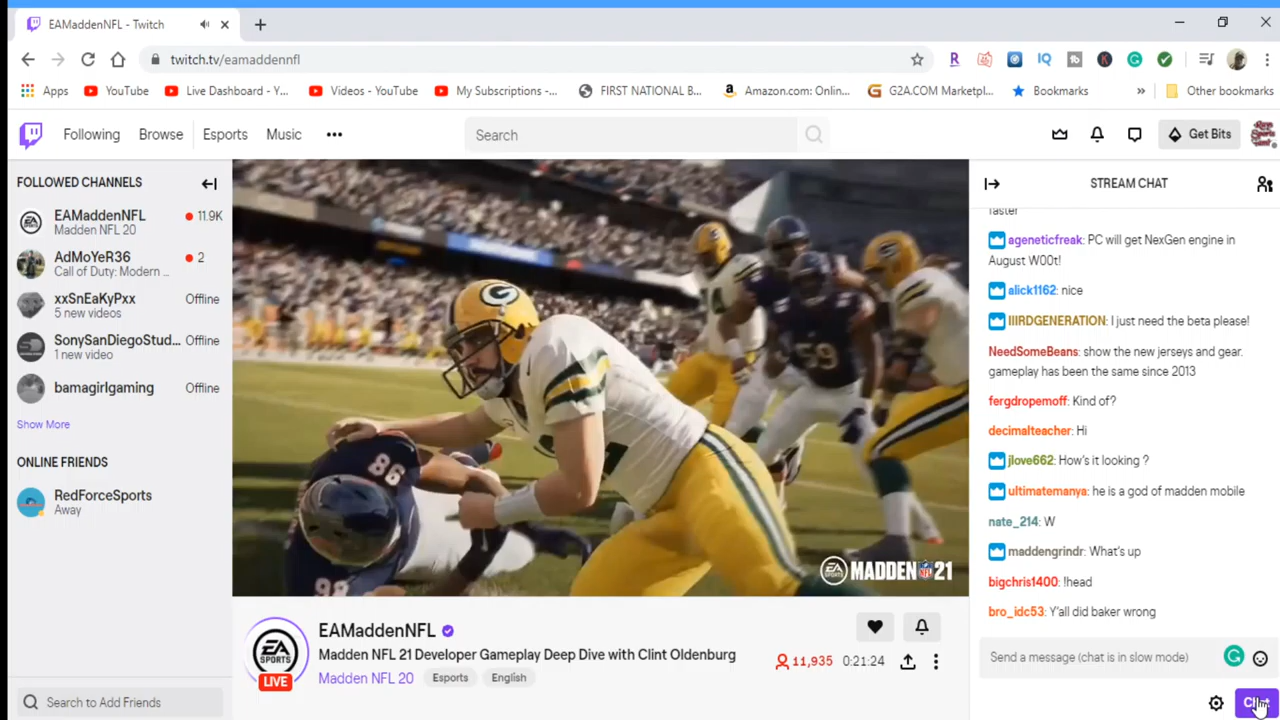 EAMaddenNFL - Twitch
twitch.tv/eamaddennfl
Apps
YouTube
Live Dashboard - Y...
Videos - YouTube
My Subscriptions -...
FIRST NATIONAL B...
Amazon.com: Onlin...
G2A.COM Marketpl...
Bookmarks
»
Other bookmarks
Following
Browse
Esports
Music
Search
Get Bits
FOLLOWED CHANNELS
EAMaddenNFL
11.9K
Madden NFL 20
AdMoYeR36
2
Call of Duty: Modern ...
xxSnEaKyPxx
Offline
5 new videos
SonySanDiegoStud...
Offline
1 new video
bamagirlgaming
Offline
Show More
ONLINE FRIENDS
RedForceSports
Away
Search to Add Friends
G
86
98
59
EA SPORTS
MADDEN NFL 21
EA SPORTS
LIVE
EAMaddenNFL
Madden NFL 21 Developer Gameplay Deep Dive with Clint Oldenburg
Madden NFL 20
Esports
English
11,935
0:21:24
STREAM CHAT
faster
ageneticfreak: PC will get NexGen engine in
August W00t!
alick1162: nice
IIIRDGENERATION: I just need the beta please!
NeedSomeBeans: show the new jerseys and gear.
gameplay has been the same since 2013
fergdropemoff: Kind of?
decimalteacher: Hi
jlove662: How's it looking ?
ultimatemanya: he is a god of madden mobile
nate_214: W
maddengrindr: What's up
bigchris1400: !head
bro_idc53: Y'all did baker wrong
Send a message (chat is in slow mode)